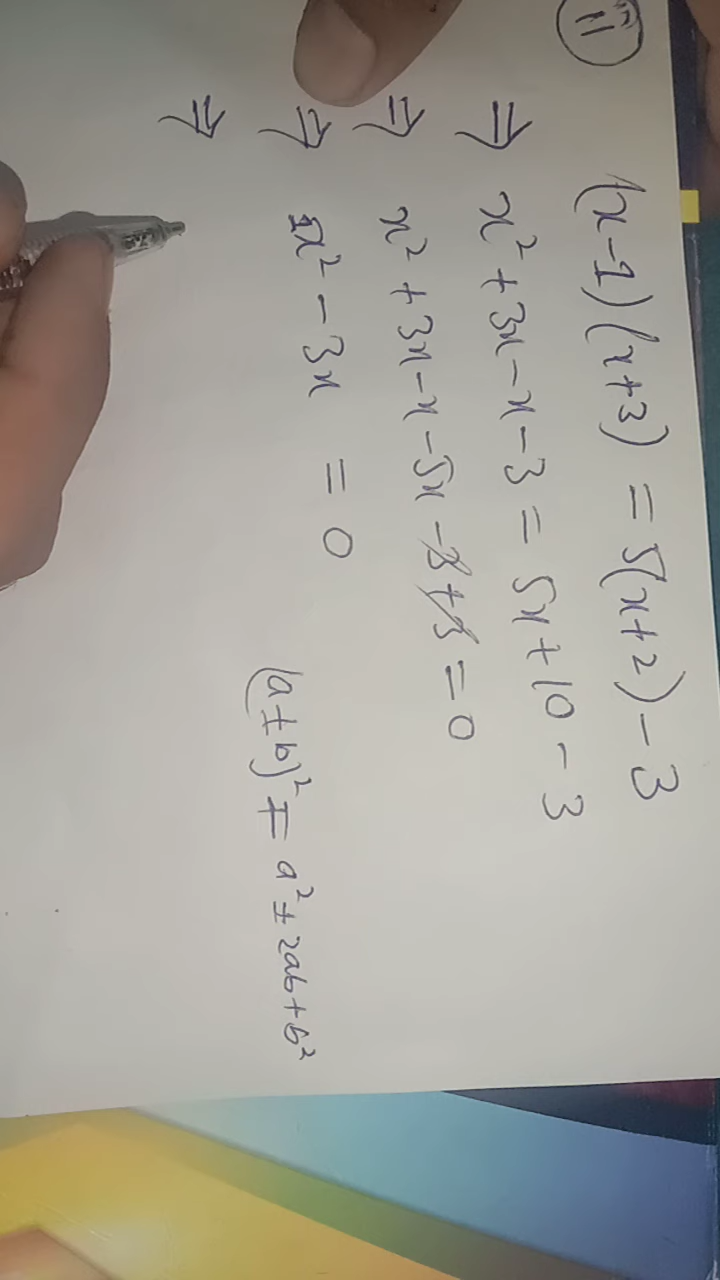 (11)
(x-1)(x+3) = 5(x+2) - 3
⇒ x² + 3x - x - 3 = 5x + 10 - 3
⇒ x² + 3x - x - 5x - 3 + 3 = 0
⇒ x² - 3x = 0
(a ± b)² = a² ± 2ab + b²
⇒